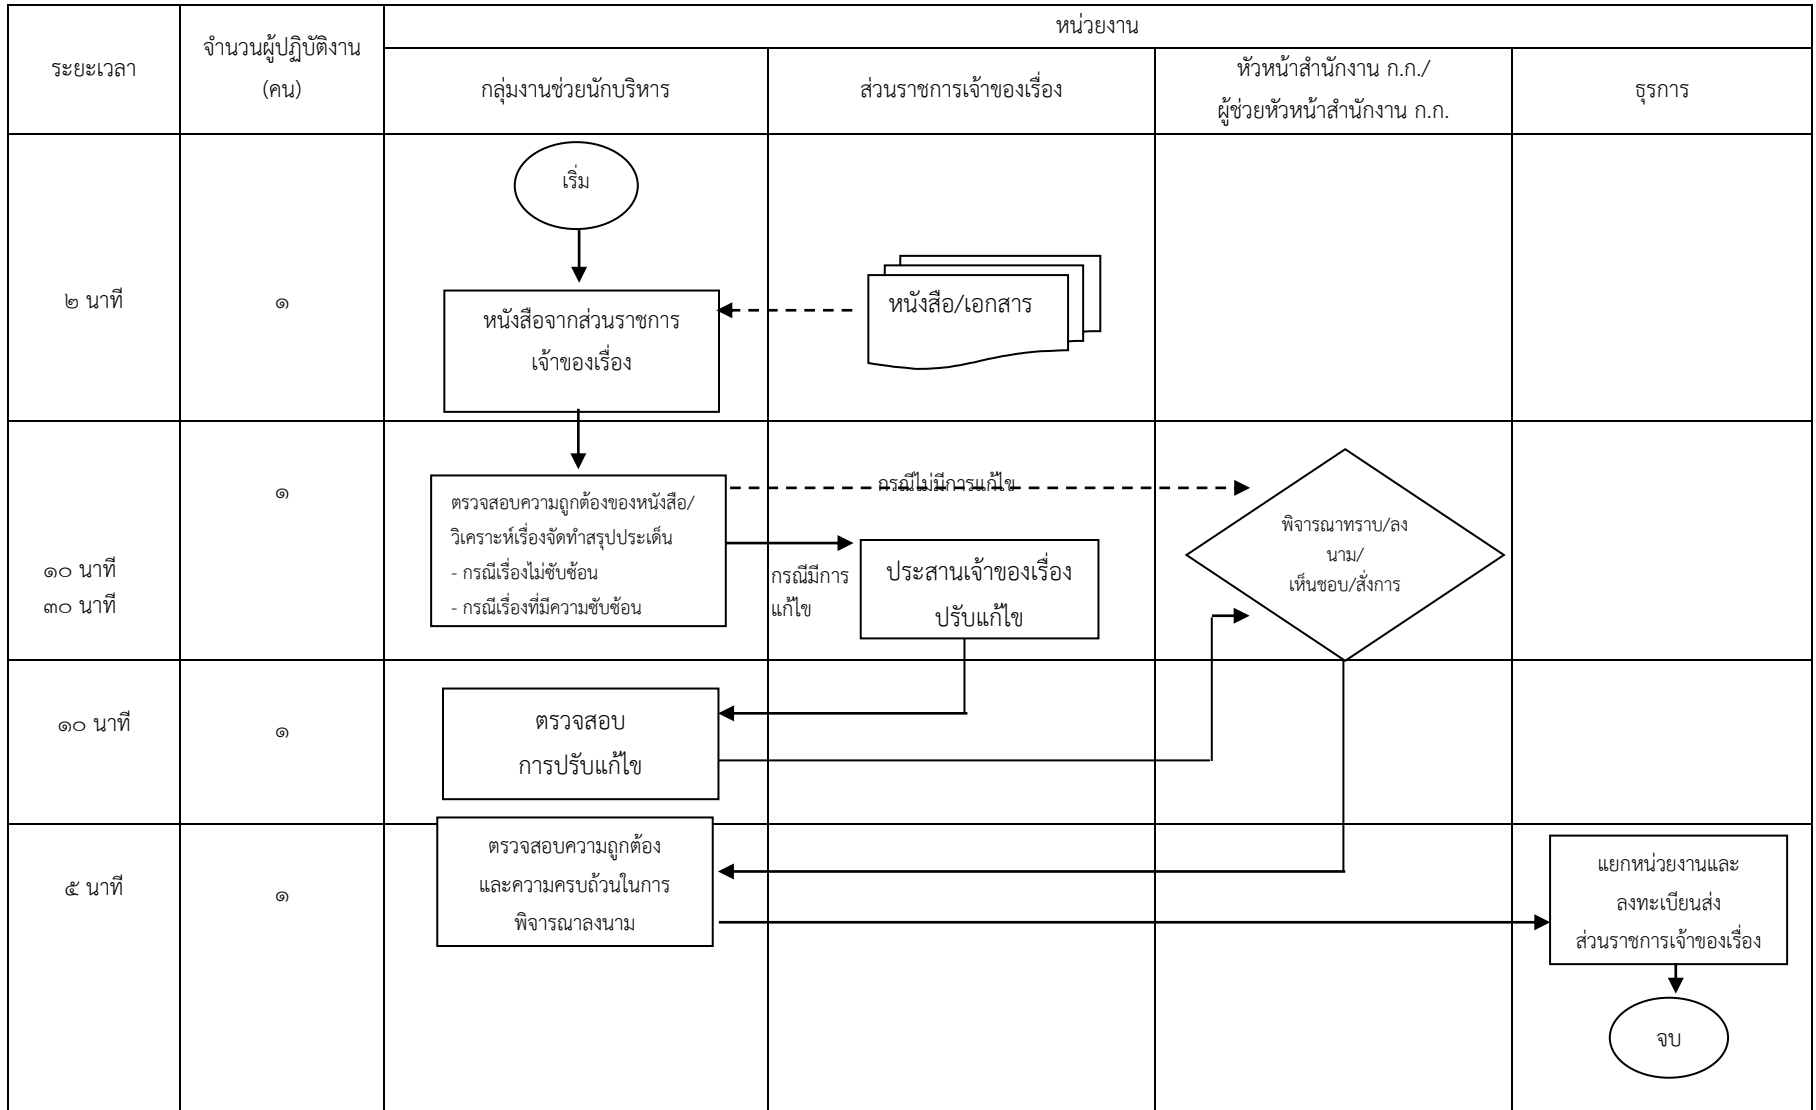 หน่วยงาน
ระยะเวลา
จำนวนผู้ปฏิบัติงาน
(คน)
กลุ่มงานช่วยนักบริหาร
ส่วนราชการเจ้าของเรื่อง
หัวหน้าสำนักงาน ก.ก./
ผู้ช่วยหัวหน้าสำนักงาน ก.ก.
ธุรการ
เริ่ม
๒ นาที
๑
หนังสือจากส่วนราชการ
เจ้าของเรื่อง
หนังสือ/เอกสาร
๑
๑๐ นาที
๓๐ นาที
ตรวจสอบความถูกต้องของหนังสือ/
วิเคราะห์เรื่องจัดทำสรุปประเด็น
- กรณีเรื่องไม่ซับซ้อน
- กรณีเรื่องที่มีความซับซ้อน
กรณีไม่มีการแก้ไข
กรณีมีการ
แก้ไข
ประสานเจ้าของเรื่อง
ปรับแก้ไข
พิจารณาทราบ/ลง
นาม/
เห็นชอบ/สั่งการ
๑๐ นาที
๑
ตรวจสอบ
การปรับแก้ไข
๕ นาที
๑
ตรวจสอบความถูกต้อง
และความครบถ้วนในการ
พิจารณาลงนาม
แยกหน่วยงานและ
ลงทะเบียนส่ง
ส่วนราชการเจ้าของเรื่อง
จบ